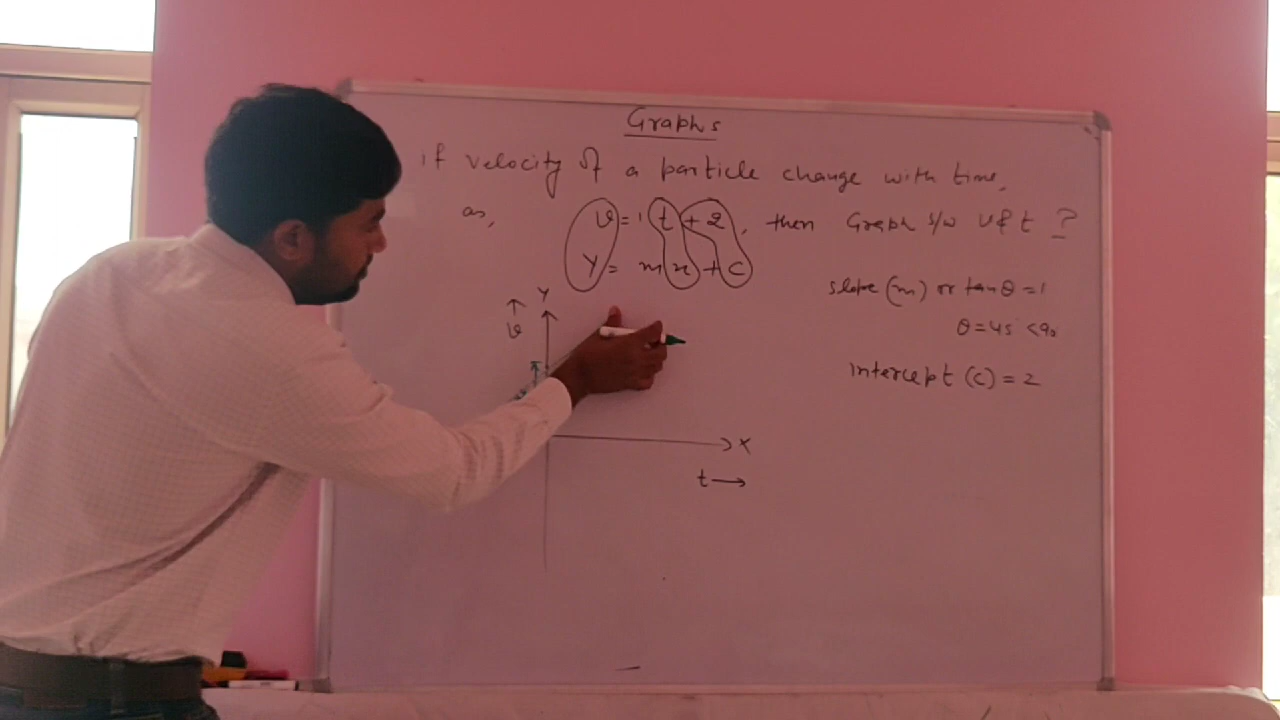 Graphs
If velocity of a particle change with time,
as, v = 1 t + 2, then Graph b/w v & t ?
Y = mx + c
slope (m) or tan θ = 1
θ = 45 < 90
intercept (c) = 2
Y
↑
v
X
t →